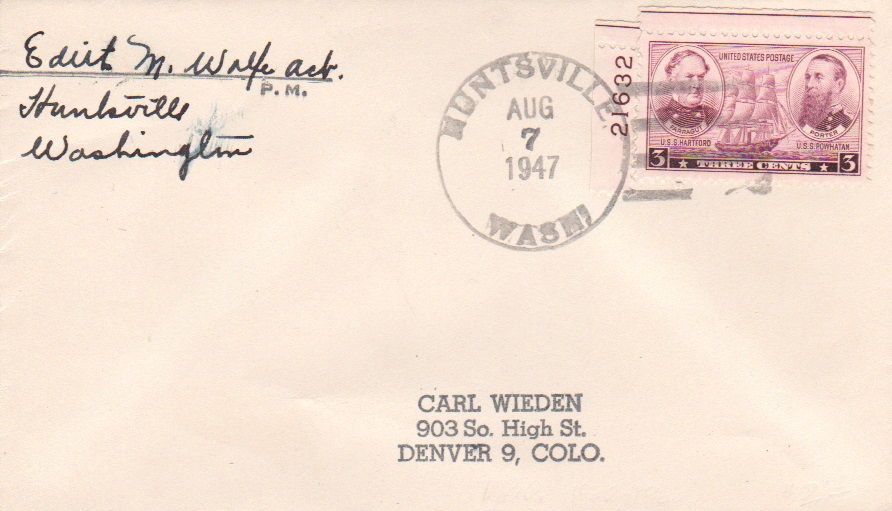 Edith M. Wolfe act.
P.M.
Huntsville
Washington
HUNTSVILLE
AUG
7
1947
WASH.
21632
UNITED STATES POSTAGE
FARRAGUT
PORTER
U.S.S. HARTFORD
U.S.S. POWHATAN
3 THREE CENTS 3
CARL WIEDEN
903 So. High St.
DENVER 9, COLO.